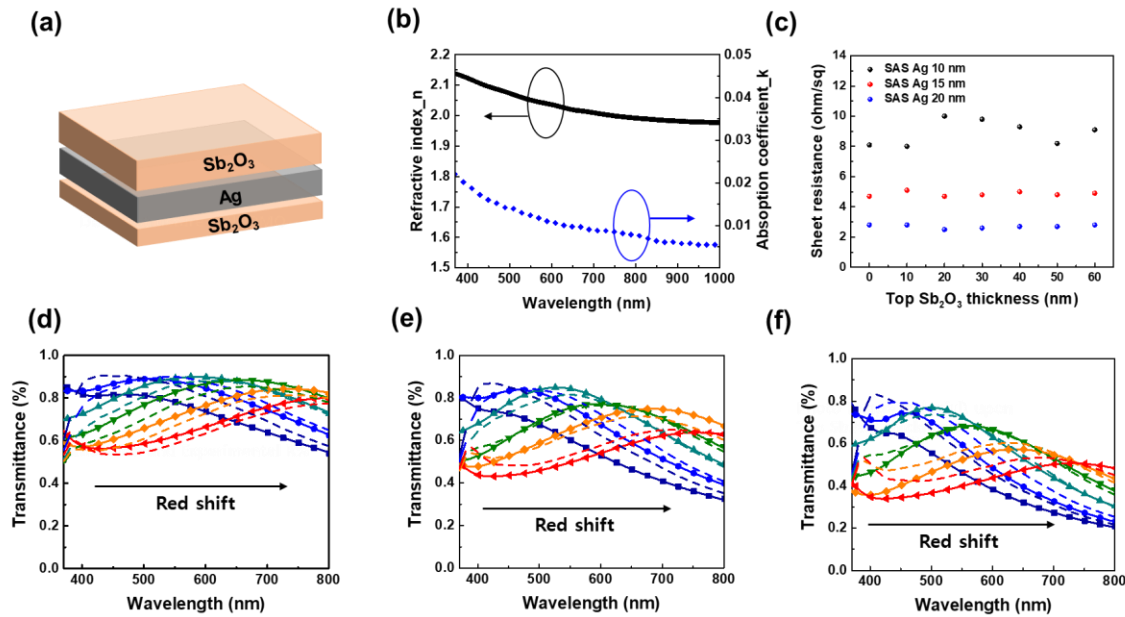 (a)
Sb₂O₃
Ag
Sb₂O₃
(b)
2.2
2.1
2.0
1.9
1.8
1.7
1.6
1.5
Refractive index_n
0.05
0.04
0.03
0.02
0.01
Absoption coefficient_k
400 500 600 700 800 900 1000
Wavelength (nm)
(c)
14
12
10
8
6
4
2
0
Sheet resistance (ohm/sq)
SAS Ag 10 nm
SAS Ag 15 nm
SAS Ag 20 nm
0 10 20 30 40 50 60
Top Sb₂O₃ thickness (nm)
(d)
1.0
0.8
0.6
0.4
0.2
0.0
Transmittance (%)
Red shift
400 500 600 700 800
Wavelength (nm)
(e)
1.0
0.8
0.6
0.4
0.2
0.0
Transmittance (%)
Red shift
400 500 600 700 800
Wavelength (nm)
(f)
1.0
0.8
0.6
0.4
0.2
0.0
Transmittance (%)
Red shift
400 500 600 700 800
Wavelength (nm)